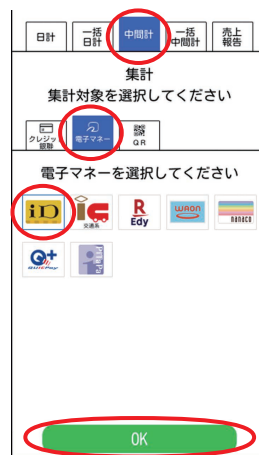 日計
一括
日計
中間計
一括
中間計
売上
報告
集計
集計対象を選択してください
クレジット
銀聯
電子マネー
QR
電子マネーを選択してください
iD
交通系
R
Edy
WAON
nanaco
Q+
QUICPay
PiTaPa
OK